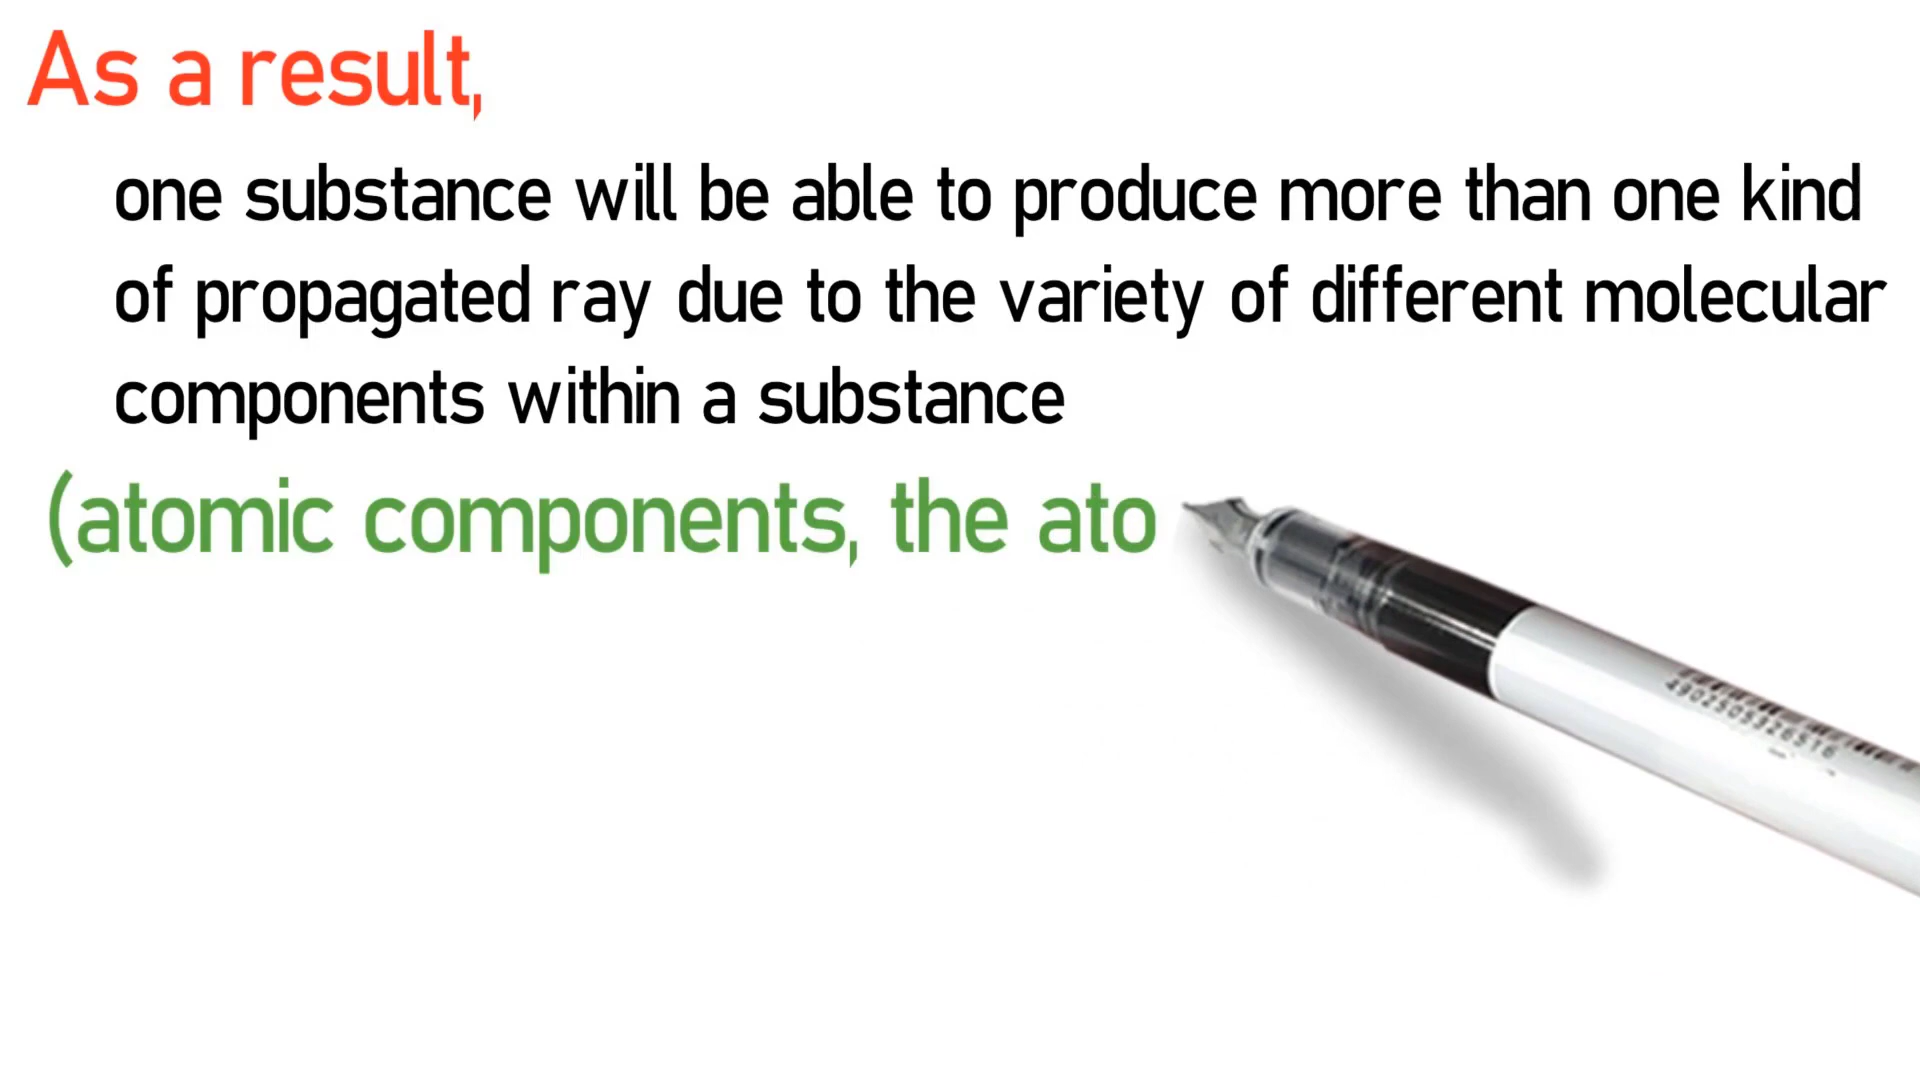 As a result,
one substance will be able to produce more than one kind
of propagated ray due to the variety of different molecular
components within a substance
(atomic components, the ato
4902505326516